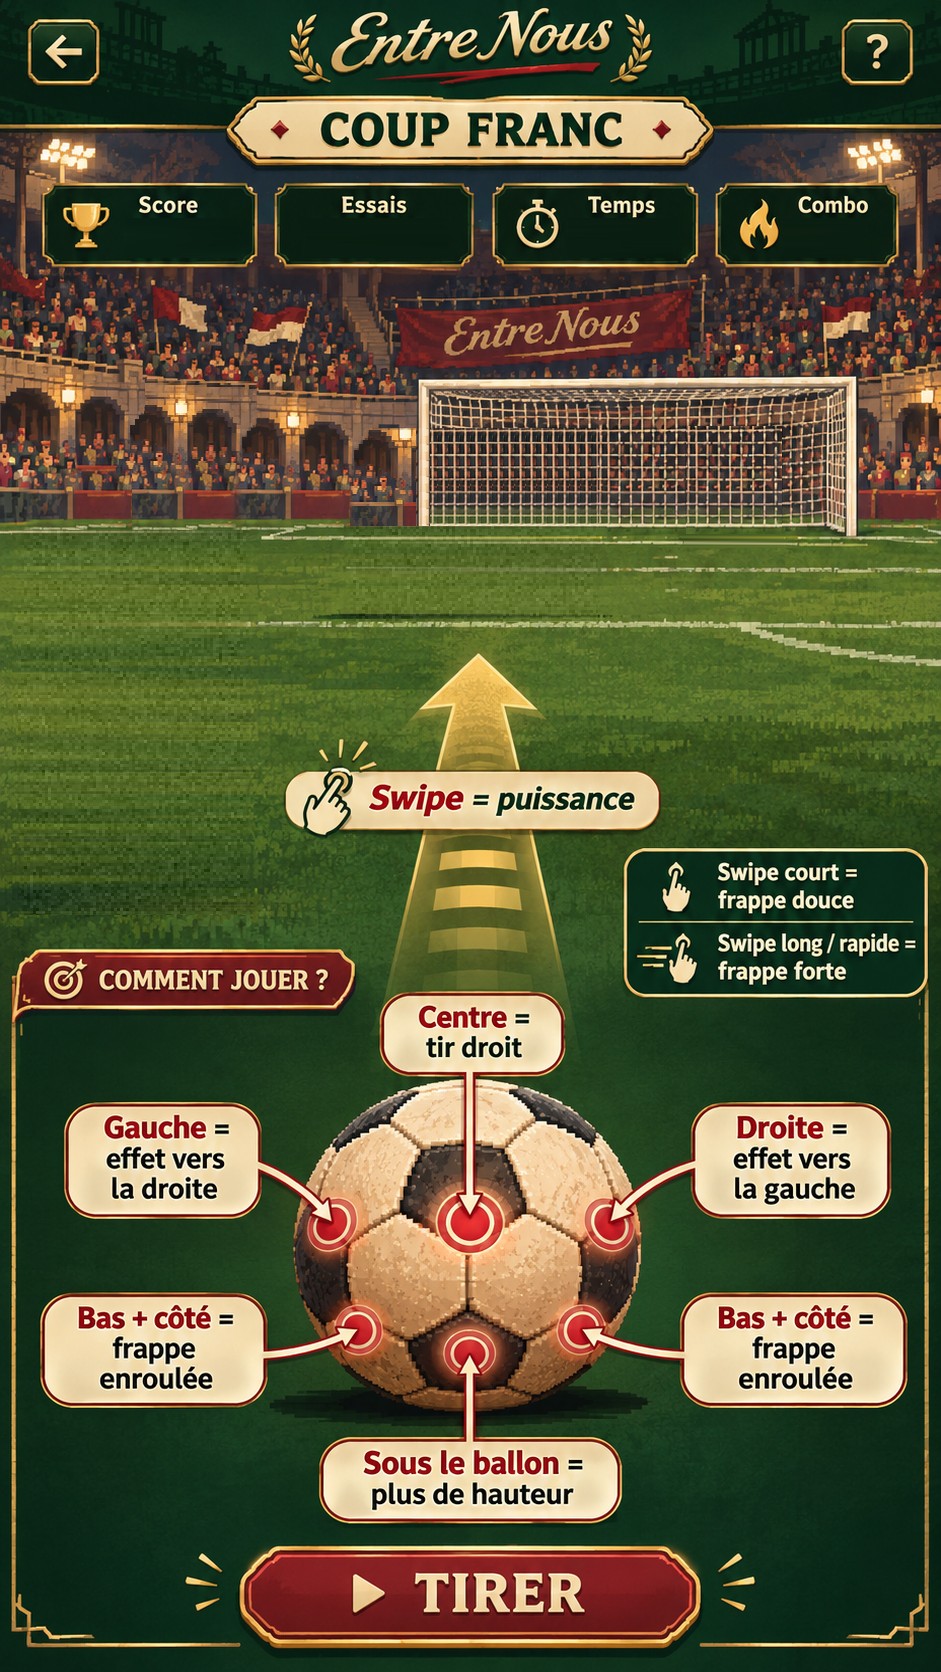 Entre Nous
?
COUP FRANC
Score
Essais
Temps
Combo
Entre Nous
Swipe = puissance
Swipe court =
frappe douce
Swipe long / rapide =
frappe forte
COMMENT JOUER ?
Centre =
tir droit
Gauche =
effet vers
la droite
Droite =
effet vers
la gauche
Bas + côté =
frappe
enroulée
Bas + côté =
frappe
enroulée
Sous le ballon =
plus de hauteur
TIRER